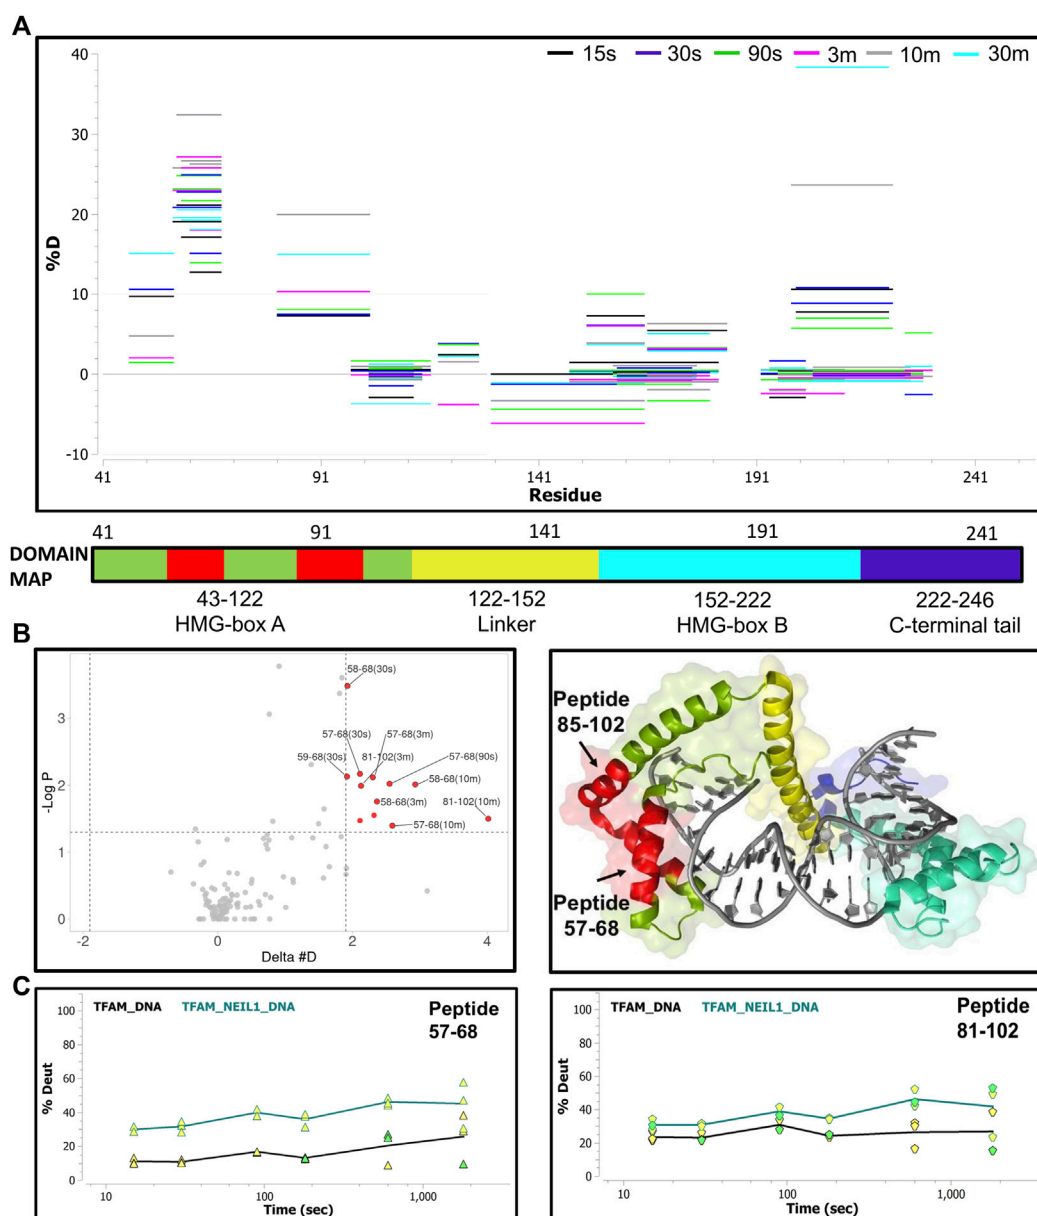 A
15s 30s 90s 3m 10m 30m
40
30
20
10
0
-10
%D
41 91 141 191 241
Residue
41 91 141 191 241
DOMAIN
MAP
43-122 122-152 152-222 222-246
HMG-box A Linker HMG-box B C-terminal tail
B
58-68(30s)
3
57-68(30s) 57-68(3m)
59-68(30s) 81-102(3m) 57-68(90s)
2
58-68(10m)
58-68(3m) 81-102(10m)
57-68(10m)
1
0
-Log P
-2 0 2 4
Delta #D
Peptide
85-102
Peptide
57-68
C
TFAM_DNA TFAM_NEIL1_DNA Peptide
57-68
100
80
60
40
20
0
% Deut
10 100 1,000
Time (sec)
TFAM_DNA TFAM_NEIL1_DNA Peptide
81-102
100
80
60
40
20
0
% Deut
10 100 1,000
Time (sec)